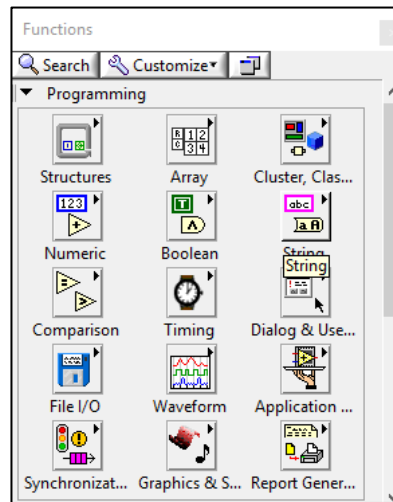 Functions
Search Customize
Programming
Structures Array Cluster, Clas...
Numeric Boolean String
String
Comparison Timing Dialog & Use...
File I/O Waveform Application ...
Synchronizat... Graphics & S... Report Gener...